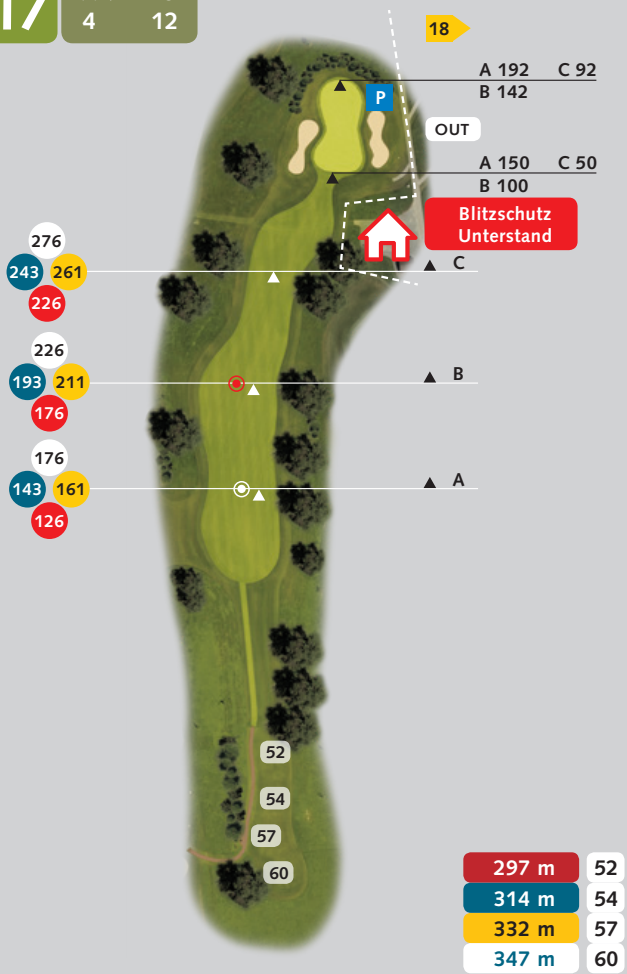 17
4 12
18
A 192 C 92
B 142
P
OUT
A 150 C 50
B 100
Blitzschutz
Unterstand
276
243 261
226
C
226
193 211
176
B
176
143 161
126
A
52
54
57
60
297 m 52
314 m 54
332 m 57
347 m 60